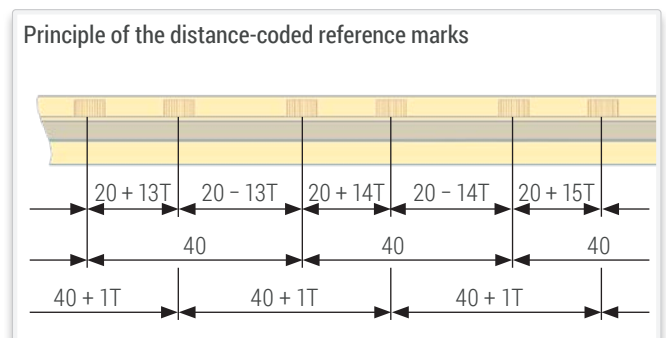 Principle of the distance-coded reference marks
20 + 13T 20 − 13T 20 + 14T 20 − 14T 20 + 15T
40 40 40
40 + 1T 40 + 1T 40 + 1T